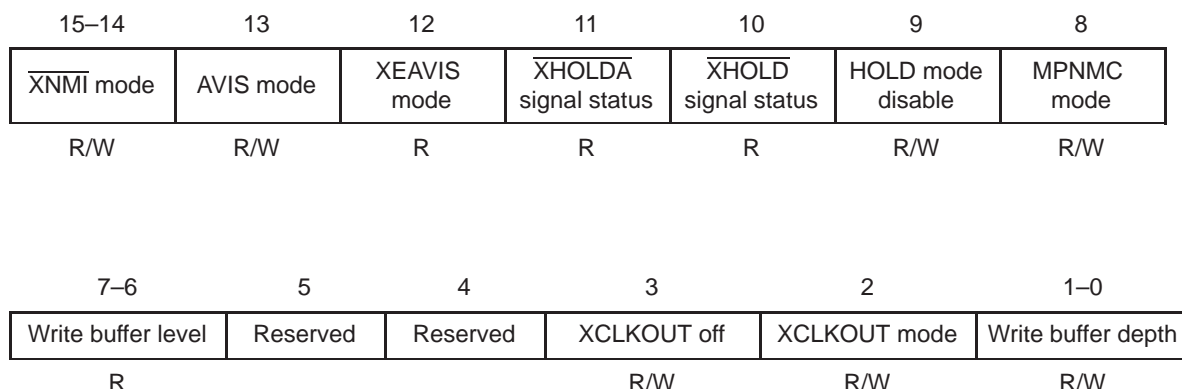 15–14 13 12 11 10 9 8
XNMI mode AVIS mode XEAVIS mode XHOLDA signal status XHOLD signal status HOLD mode disable MPNMC mode
R/W R/W R R R R/W R/W
7–6 5 4 3 2 1–0
Write buffer level Reserved Reserved XCLKOUT off XCLKOUT mode Write buffer depth
R R/W R/W R/W